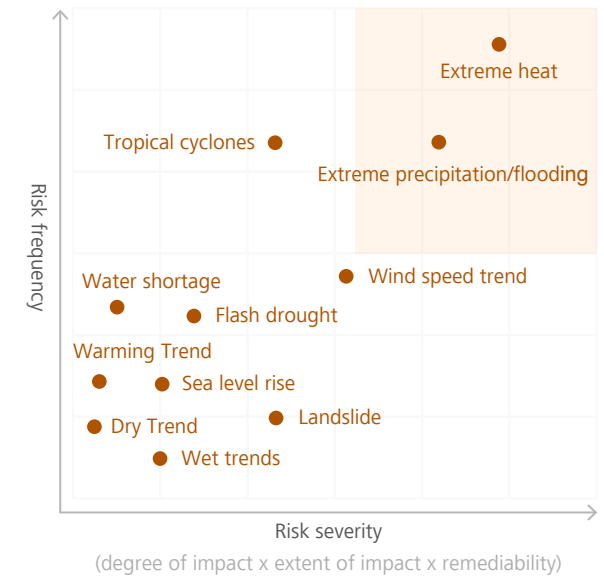 Extreme heat
Tropical cyclones
Extreme precipitation/flooding
Risk frequency
Wind speed trend
Water shortage
Flash drought
Warming Trend
Sea level rise
Landslide
Dry Trend
Wet trends
Risk severity
(degree of impact x extent of impact x remediability)